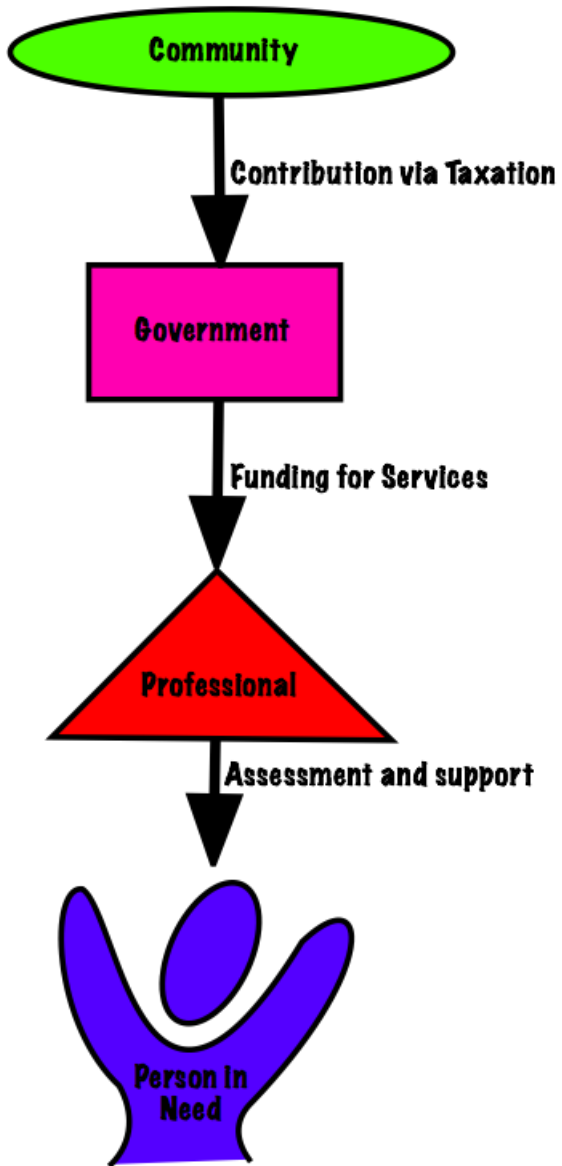 Community
Contribution via Taxation
Government
Funding for Services
Professional
Assessment and support
Person in
Need